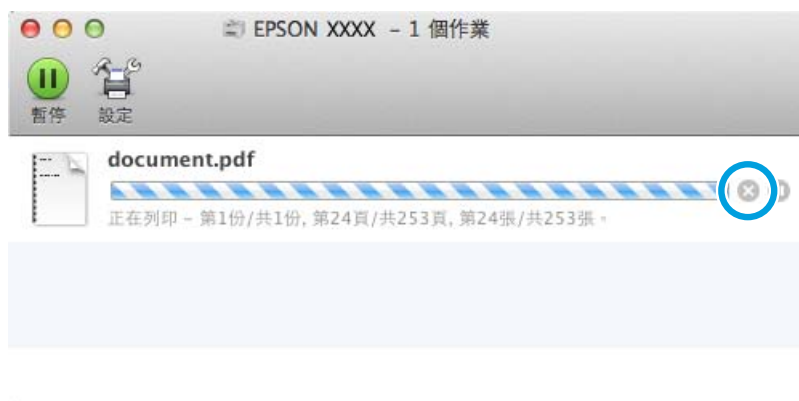 EPSON XXXX – 1 個作業
暫停 設定
document.pdf
正在列印 – 第1份/共1份, 第24頁/共253頁, 第24張/共253張。